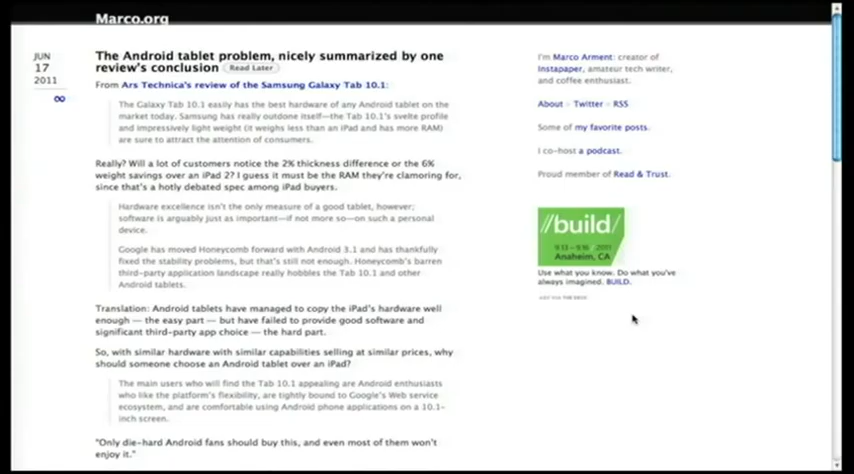 Marco.org
JUN
17
2011
∞
The Android tablet problem, nicely summarized by one
review's conclusion Read Later
From Ars Technica's review of the Samsung Galaxy Tab 10.1:
The Galaxy Tab 10.1 easily has the best hardware of any Android tablet on the
market today. Samsung has really outdone itself—the Tab 10.1's svelte profile
and impressively light weight (it weighs less than an iPad and has more RAM)
are sure to attract the attention of consumers.
Really? Will a lot of customers notice the 2% thickness difference or the 6%
weight savings over an iPad 2? I guess it must be the RAM they're clamoring for,
since that's a hotly debated spec among iPad buyers.
Hardware excellence isn't the only measure of a good tablet, however;
software is arguably just as important—if not more so—on such a personal
device.
Google has moved Honeycomb forward with Android 3.1 and has thankfully
fixed the stability problems, but that's still not enough. Honeycomb's barren
third-party application landscape really hobbles the Tab 10.1 and other
Android tablets.
Translation: Android tablets have managed to copy the iPad's hardware well
enough — the easy part — but have failed to provide good software and
significant third-party app choice — the hard part.
So, with similar hardware with similar capabilities selling at similar prices, why
should someone choose an Android tablet over an iPad?
The main users who will find the Tab 10.1 appealing are Android enthusiasts
who like the platform's flexibility, are tightly bound to Google's Web service
ecosystem, and are comfortable using Android phone applications on a 10.1-
inch screen.
"Only die-hard Android fans should buy this, and even most of them won't
enjoy it."
I'm Marco Arment: creator of
Instapaper, amateur tech writer,
and coffee enthusiast.
About · Twitter · RSS
Some of my favorite posts.
I co-host a podcast.
Proud member of Read & Trust.
//build/
9.13 – 9.16 2011
Anaheim, CA
Use what you know. Do what you've
always imagined. BUILD.